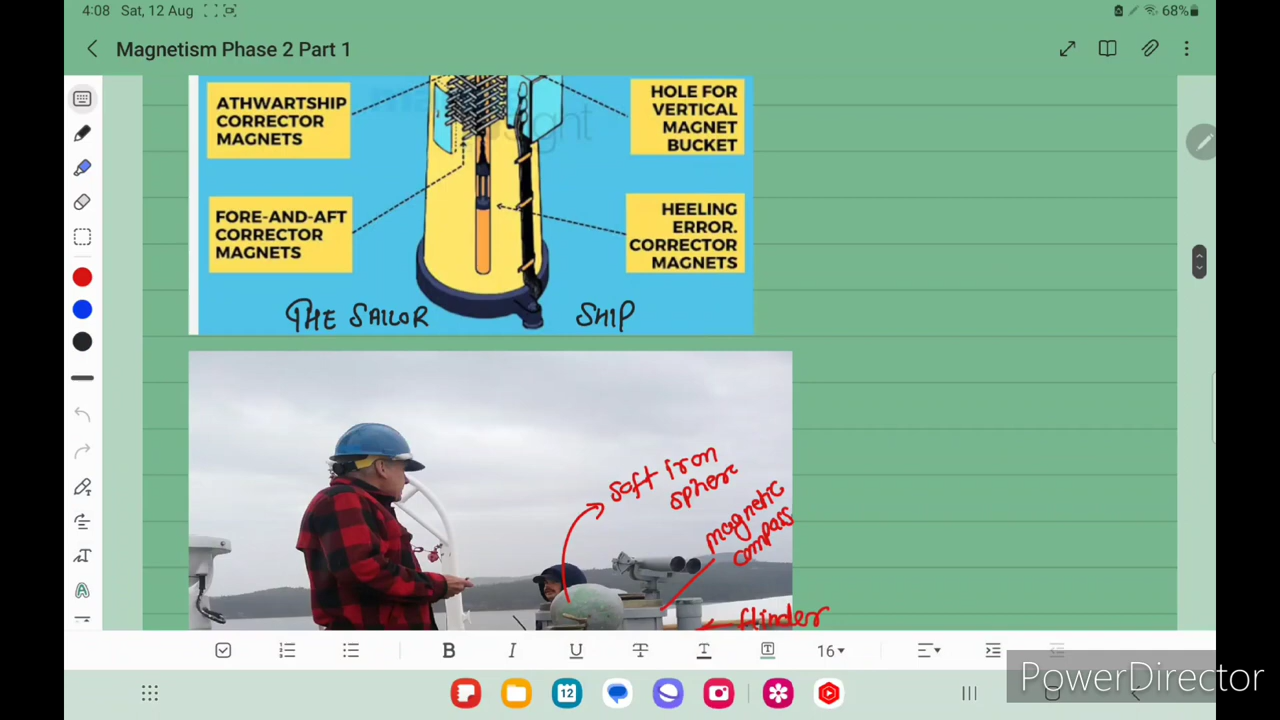 4:08 Sat, 12 Aug
68%
Magnetism Phase 2 Part 1
ATHWARTSHIP
CORRECTOR
MAGNETS
HOLE FOR
VERTICAL
MAGNET
BUCKET
FORE-AND-AFT
CORRECTOR
MAGNETS
HEELING
ERROR.
CORRECTOR
MAGNETS
THE SAILOR SHIP
soft iron
sphere
magnetic
compass
flinder
B I U T T T 16
12
PowerDirector